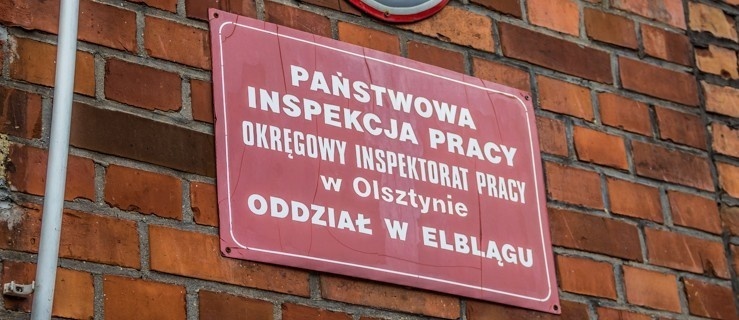 PAŃSTWOWA
INSPEKCJA PRACY
OKRĘGOWY INSPEKTORAT PRACY
w Olsztynie
ODDZIAŁ W ELBLĄGU